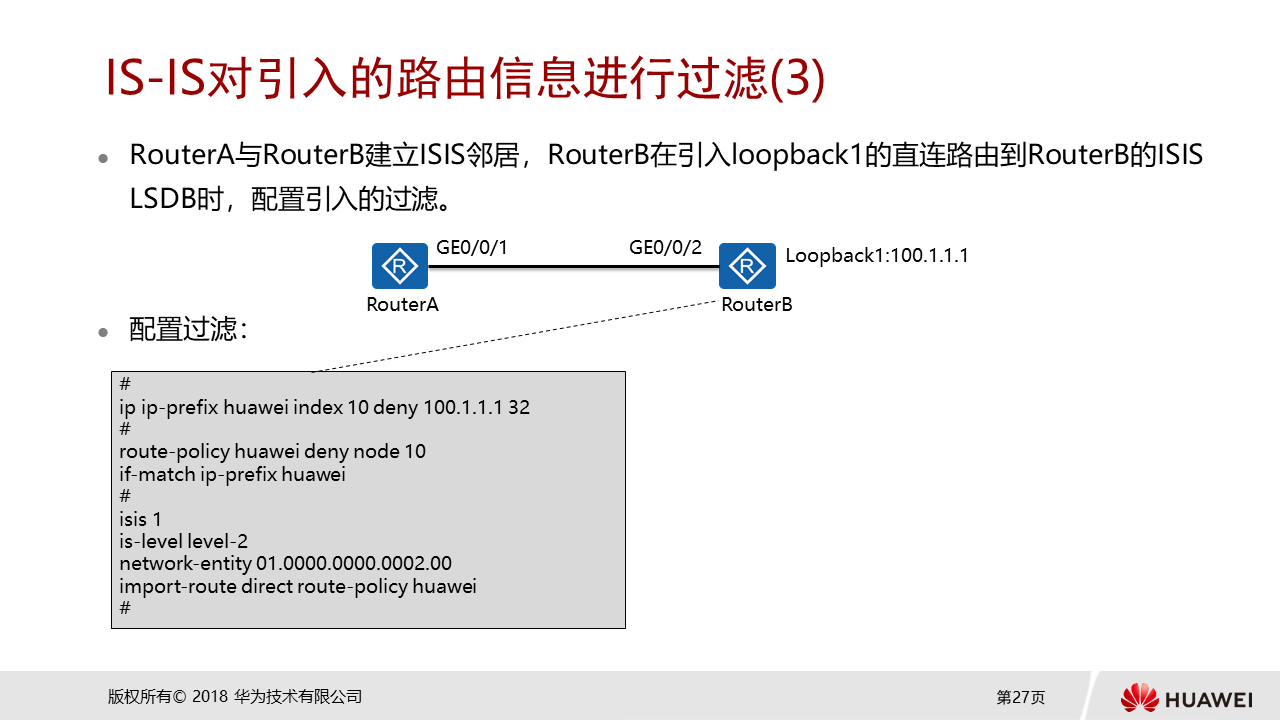 IS-IS对引入的路由信息进行过滤(3)
RouterA与RouterB建立ISIS邻居，RouterB在引入loopback1的直连路由到RouterB的ISIS
LSDB时，配置引入的过滤。
GE0/0/1
GE0/0/2
Loopback1:100.1.1.1
R
R
RouterA
RouterB
配置过滤：
#
ip ip-prefix huawei index 10 deny 100.1.1.1 32
#
route-policy huawei deny node 10
if-match ip-prefix huawei
#
isis 1
is-level level-2
network-entity 01.0000.0000.0002.00
import-route direct route-policy huawei
#
版权所有© 2018 华为技术有限公司
第27页
HUAWEI